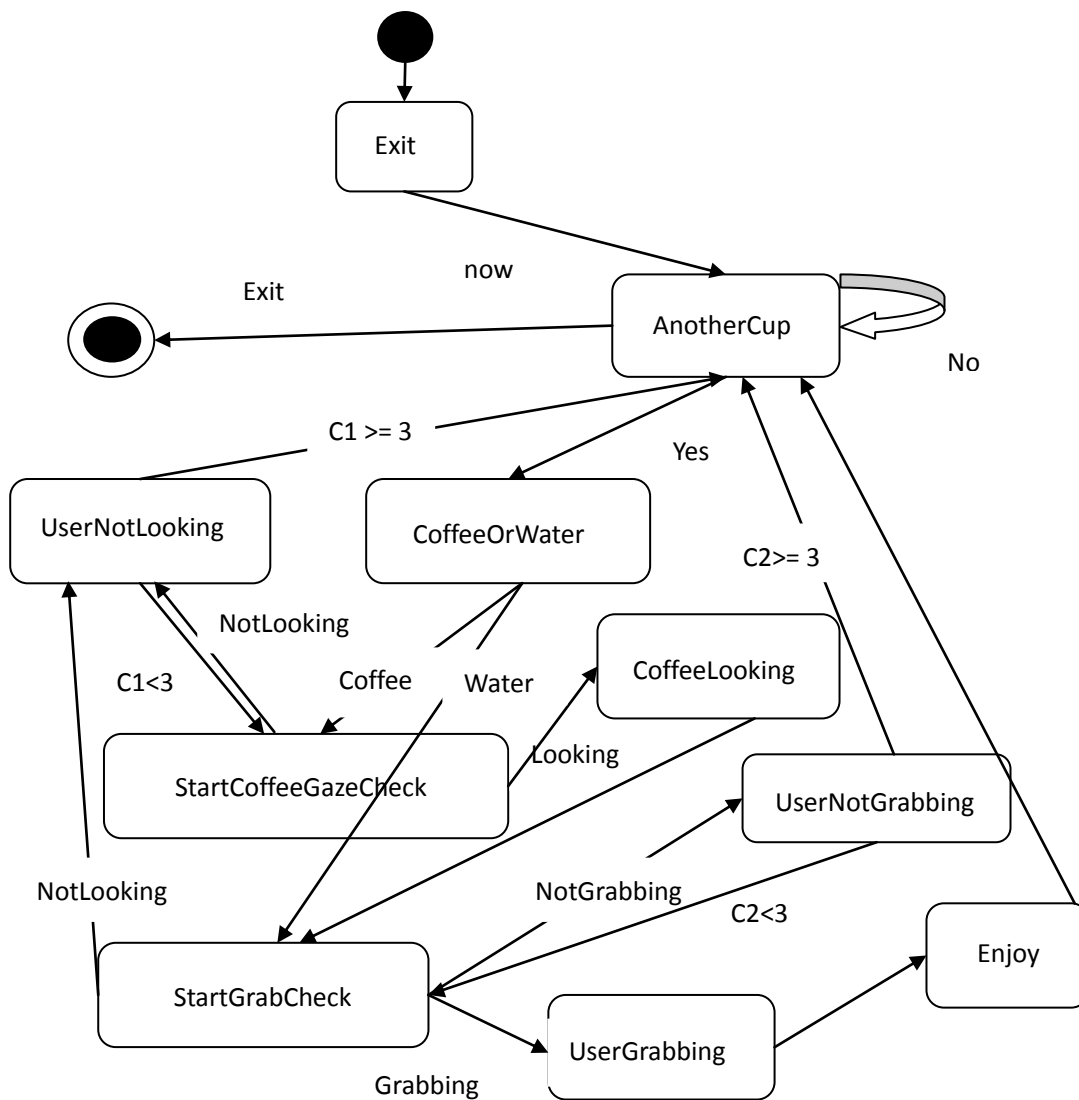 Exit
now
Exit
AnotherCup
No
C1 >= 3
Yes
UserNotLooking
CoffeeOrWater
C2>= 3
NotLooking
CoffeeLooking
C1<3
Coffee
Water
Looking
StartCoffeeGazeCheck
UserNotGrabbing
NotLooking
NotGrabbing
C2<3
Enjoy
StartGrabCheck
UserGrabbing
Grabbing